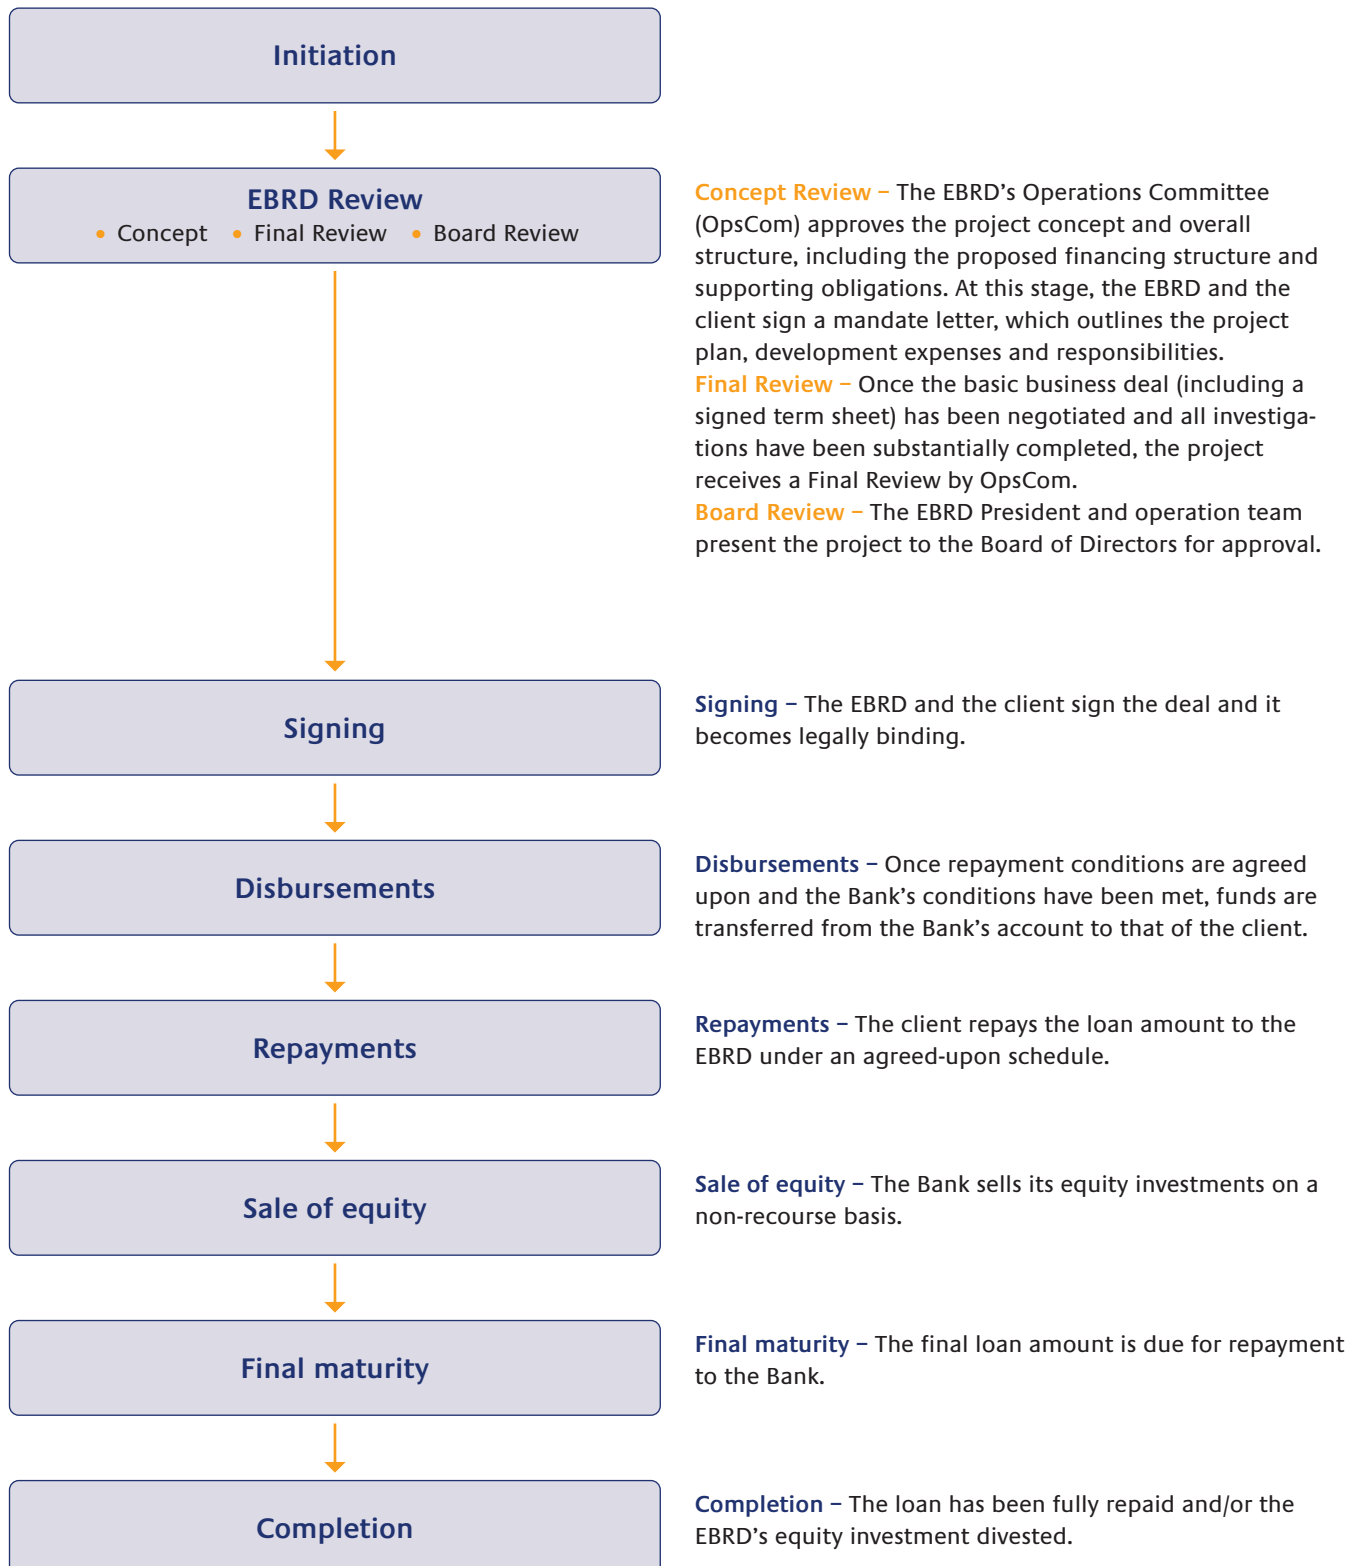 Initiation
EBRD Review
• Concept • Final Review • Board Review
Concept Review – The EBRD’s Operations Committee
(OpsCom) approves the project concept and overall
structure, including the proposed financing structure and
supporting obligations. At this stage, the EBRD and the
client sign a mandate letter, which outlines the project
plan, development expenses and responsibilities.
Final Review – Once the basic business deal (including a
signed term sheet) has been negotiated and all investiga-
tions have been substantially completed, the project
receives a Final Review by OpsCom.
Board Review – The EBRD President and operation team
present the project to the Board of Directors for approval.
Signing
Signing – The EBRD and the client sign the deal and it
becomes legally binding.
Disbursements
Disbursements – Once repayment conditions are agreed
upon and the Bank’s conditions have been met, funds are
transferred from the Bank’s account to that of the client.
Repayments
Repayments – The client repays the loan amount to the
EBRD under an agreed-upon schedule.
Sale of equity
Sale of equity – The Bank sells its equity investments on a
non-recourse basis.
Final maturity
Final maturity – The final loan amount is due for repayment
to the Bank.
Completion
Completion – The loan has been fully repaid and/or the
EBRD’s equity investment divested.